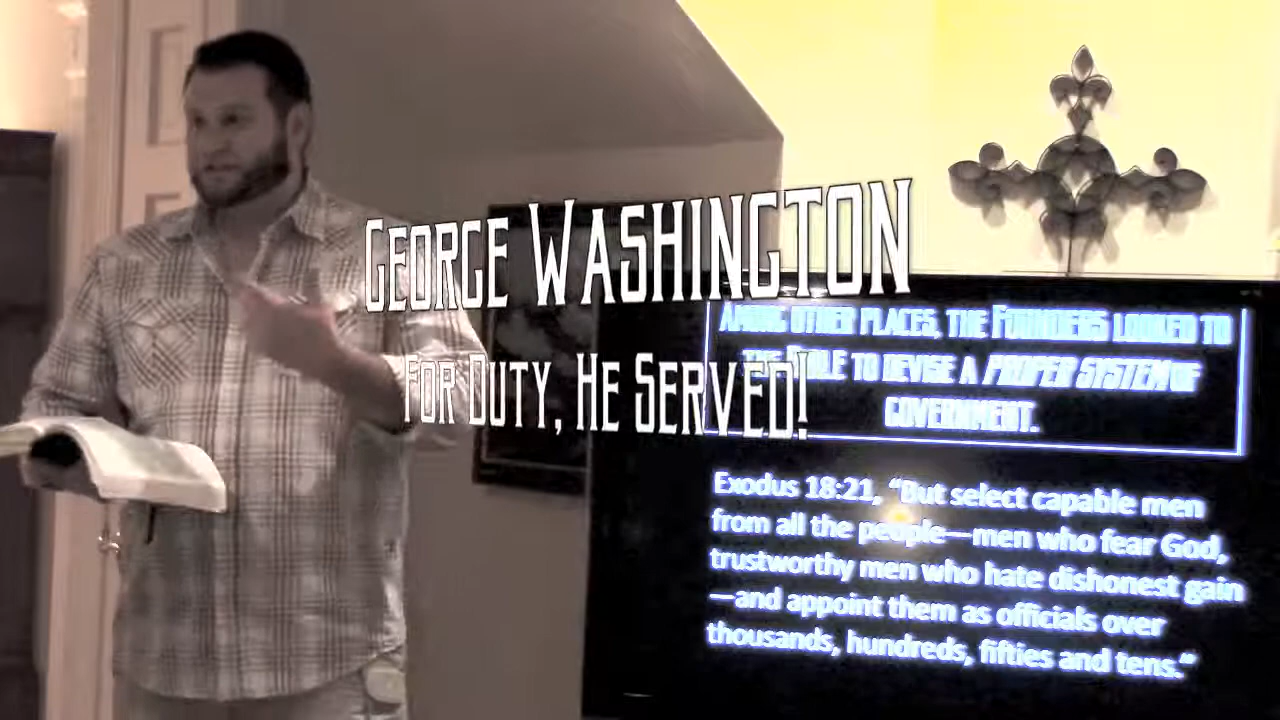 George Washington
For Duty, He Served!
Among other places, the Founders looked to
the Bible to devise a proper system of
government.
Exodus 18:21, “But select capable men
from all the people—men who fear God,
trustworthy men who hate dishonest gain
—and appoint them as officials over
thousands, hundreds, fifties and tens.”